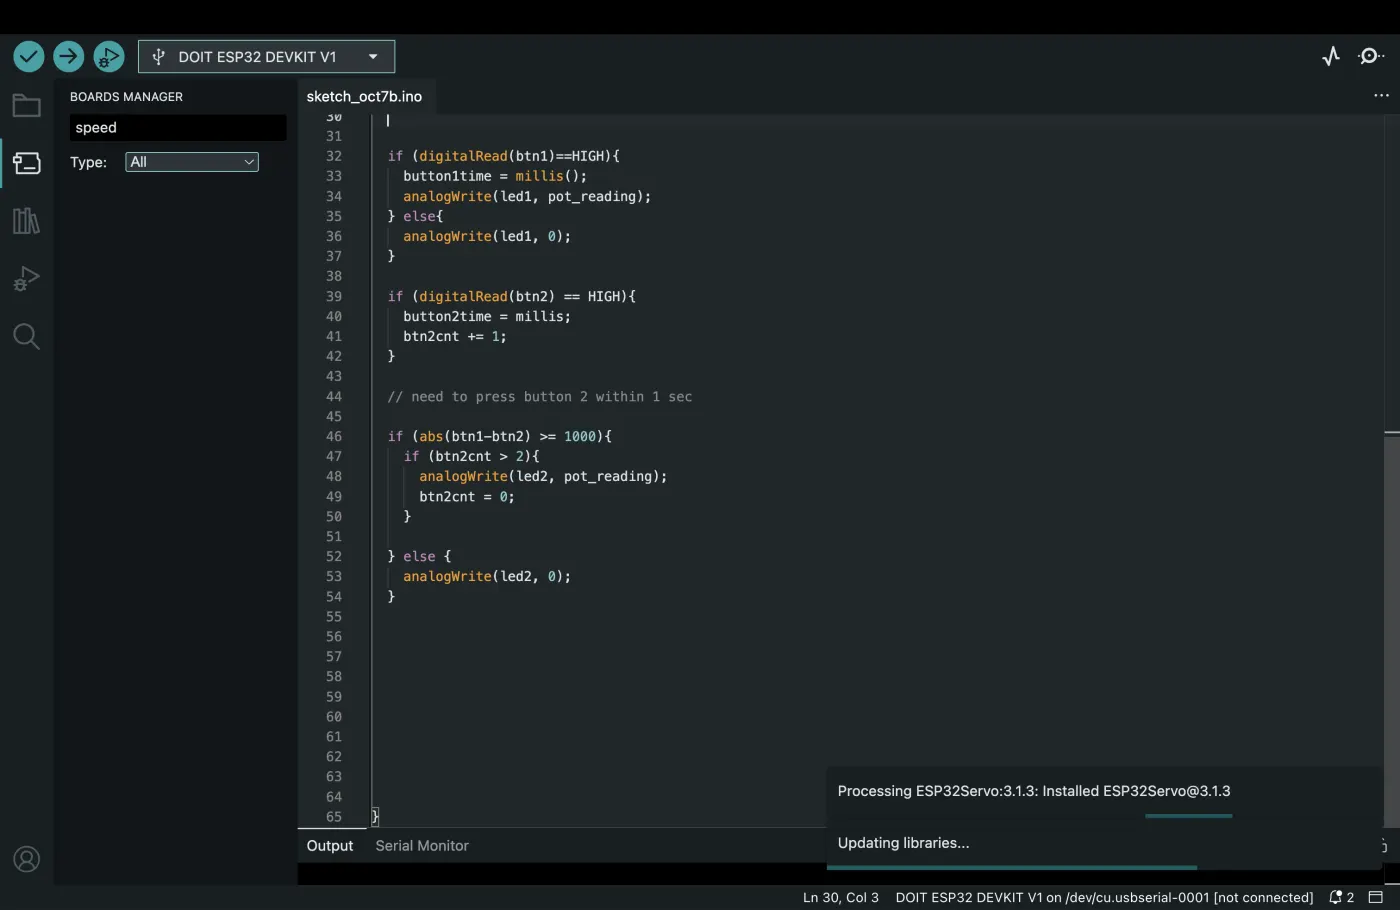 DOIT ESP32 DEVKIT V1
BOARDS MANAGER
speed
Type: All
sketch_oct7b.ino
30
31
32 if (digitalRead(btn1)==HIGH){
33 button1time = millis();
34 analogWrite(led1, pot_reading);
35 } else{
36 analogWrite(led1, 0);
37 }
38
39 if (digitalRead(btn2) == HIGH){
40 button2time = millis;
41 btn2cnt += 1;
42 }
43
44 // need to press button 2 within 1 sec
45
46 if (abs(btn1-btn2) >= 1000){
47 if (btn2cnt > 2){
48 analogWrite(led2, pot_reading);
49 btn2cnt = 0;
50 }
51
52 } else {
53 analogWrite(led2, 0);
54 }
55
56
57
58
59
60
61
62
63
64
65 }
Processing ESP32Servo:3.1.3: Installed ESP32Servo@3.1.3
Updating libraries...
Output Serial Monitor
Ln 30, Col 3 DOIT ESP32 DEVKIT V1 on /dev/cu.usbserial-0001 [not connected] 2